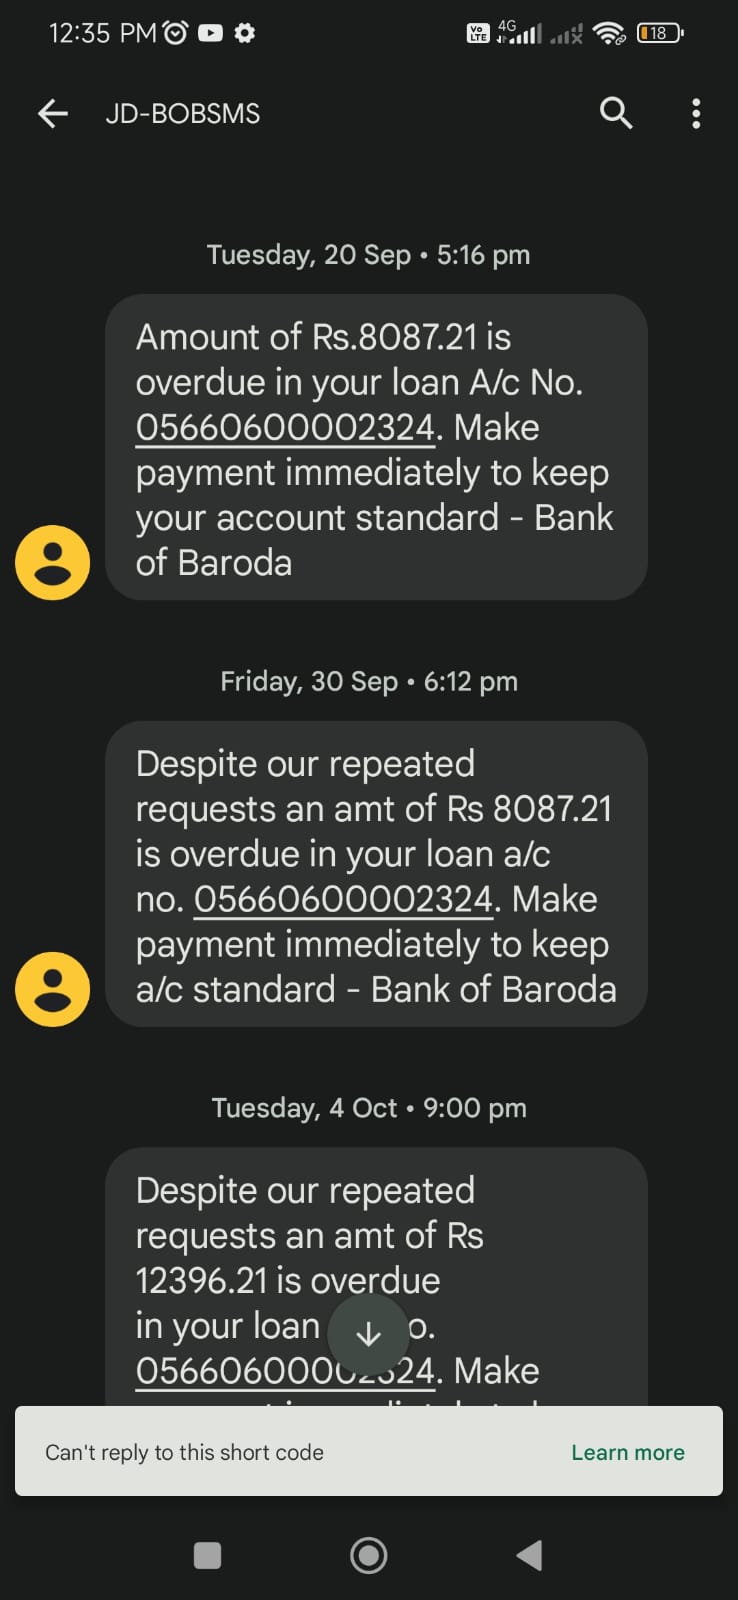 12:35 PM
Vo LTE 4G 18
JD-BOBSMS
Tuesday, 20 Sep • 5:16 pm
Amount of Rs.8087.21 is
overdue in your loan A/c No.
05660600002324. Make
payment immediately to keep
your account standard - Bank
of Baroda
Friday, 30 Sep • 6:12 pm
Despite our repeated
requests an amt of Rs 8087.21
is overdue in your loan a/c
no. 05660600002324. Make
payment immediately to keep
a/c standard - Bank of Baroda
Tuesday, 4 Oct • 9:00 pm
Despite our repeated
requests an amt of Rs
12396.21 is overdue
in your loan o.
05660600002324. Make
Can't reply to this short code
Learn more